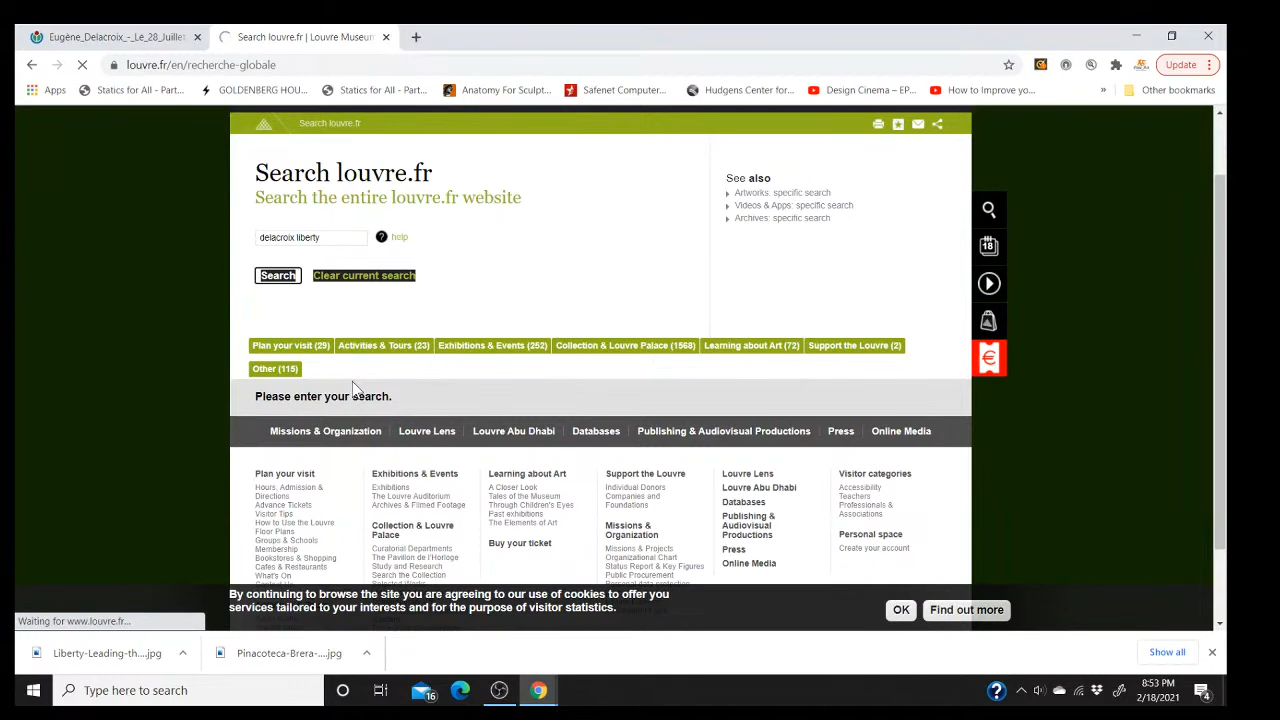 Eugène_Delacroix_-_Le_28_Juillet
Search louvre.fr | Louvre Museum
louvre.fr/en/recherche-globale
Update
Apps
Statics for All - Part...
GOLDENBERG HOU...
Statics for All - Part...
Anatomy For Sculpt...
Safenet Computer...
Hudgens Center for...
Design Cinema – EP...
How to Improve yo...
»
Other bookmarks
Search louvre.fr
Search louvre.fr
Search the entire louvre.fr website
delacroix liberty
? help
Search
Clear current search
See also
Artworks: specific search
Videos & Apps: specific search
Archives: specific search
18
€
Plan your visit (29)
Activities & Tours (23)
Exhibitions & Events (252)
Collection & Louvre Palace (1568)
Learning about Art (72)
Support the Louvre (2)
Other (115)
Please enter your search.
Missions & Organization
Louvre Lens
Louvre Abu Dhabi
Databases
Publishing & Audiovisual Productions
Press
Online Media
Plan your visit
Hours, Admission &
Directions
Advance Tickets
Visitor Tips
How to Use the Louvre
Floor Plans
Groups & Schools
Membership
Bookstores & Shopping
Cafes & Restaurants
What's On
Exhibitions & Events
Exhibitions
The Louvre Auditorium
Archives & Filmed Footage
Collection & Louvre
Palace
Curatorial Departments
The Pavilion de l'Horloge
Study and Research
Search the Collection
Learning about Art
A Closer Look
Tales of the Museum
Through Children's Eyes
Past exhibitions
The Elements of Art
Buy your ticket
Support the Louvre
Individual Donors
Companies and
Foundations
Missions &
Organization
Missions & Projects
Organizational Chart
Status Report & Key Figures
Public Procurement
Louvre Lens
Louvre Abu Dhabi
Databases
Publishing &
Audiovisual
Productions
Press
Online Media
Visitor categories
Accessibility
Teachers
Professionals &
Associations
Personal space
Create your account
By continuing to browse the site you are agreeing to our use of cookies to offer you
services tailored to your interests and for the purpose of visitor statistics.
OK
Find out more
Waiting for www.louvre.fr...
Liberty-Leading-th....jpg
Pinacoteca-Brera-....jpg
Show all
Type here to search
16
8:53 PM
2/18/2021
4